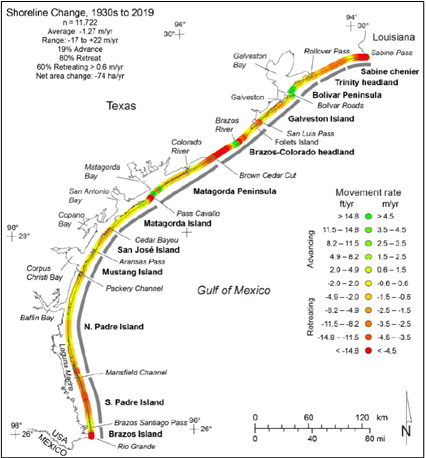 Shoreline Change, 1930s to 2019
n = 11,722
Average: -1.27 m/yr
Range: -17 to +22 m/yr
19% Advance
80% Retreat
60% Retreating > 0.6 m/yr
Net area change: -74 ha/yr
96°
30°
94°
30°
Louisiana
Sabine Pass
Rollover Pass
Galveston
Bay
Sabine chenier
Trinity headland
Texas
Galveston
Bolivar Peninsula
Bolivar Roads
Galveston Island
Brazos
River
San Luis Pass
Follets Island
Brazos-Colorado headland
Colorado
River
Brown Cedar Cut
Matagorda
Bay
Matagorda Peninsula
San Antonio
Bay
Pass Cavallo
Matagorda Island
Copano
Bay
98°
28°
Cedar Bayou
San José Island
Aransas Pass
Mustang Island
Corpus
Christi Bay
Packery Channel
Baffin Bay
Gulf of Mexico
N. Padre Island
Laguna Madre
Mansfield Channel
S. Padre Island
Brazos Santiago Pass
Brazos Island
Rio Grande
98°
26°
96°
26°
USA
MEXICO
Movement rate
ft/yr m/yr
Advancing
> 14.8 > 4.5
11.5 - 14.8 3.5 - 4.5
8.2 - 11.5 2.5 - 3.5
4.9 - 8.2 1.5 - 2.5
2.0 - 4.9 0.6 - 1.5
-2.0 - 2.0 -0.6 - 0.6
Retreating
-4.9 - -2.0 -1.5 - -0.6
-8.2 - -4.9 -2.5 - -1.5
-11.5 - -8.2 -3.5 - -2.5
-14.8 - -11.5 -4.5 - -3.5
< -14.8 < -4.5
0 60 120
km
0 40 80 mi
N